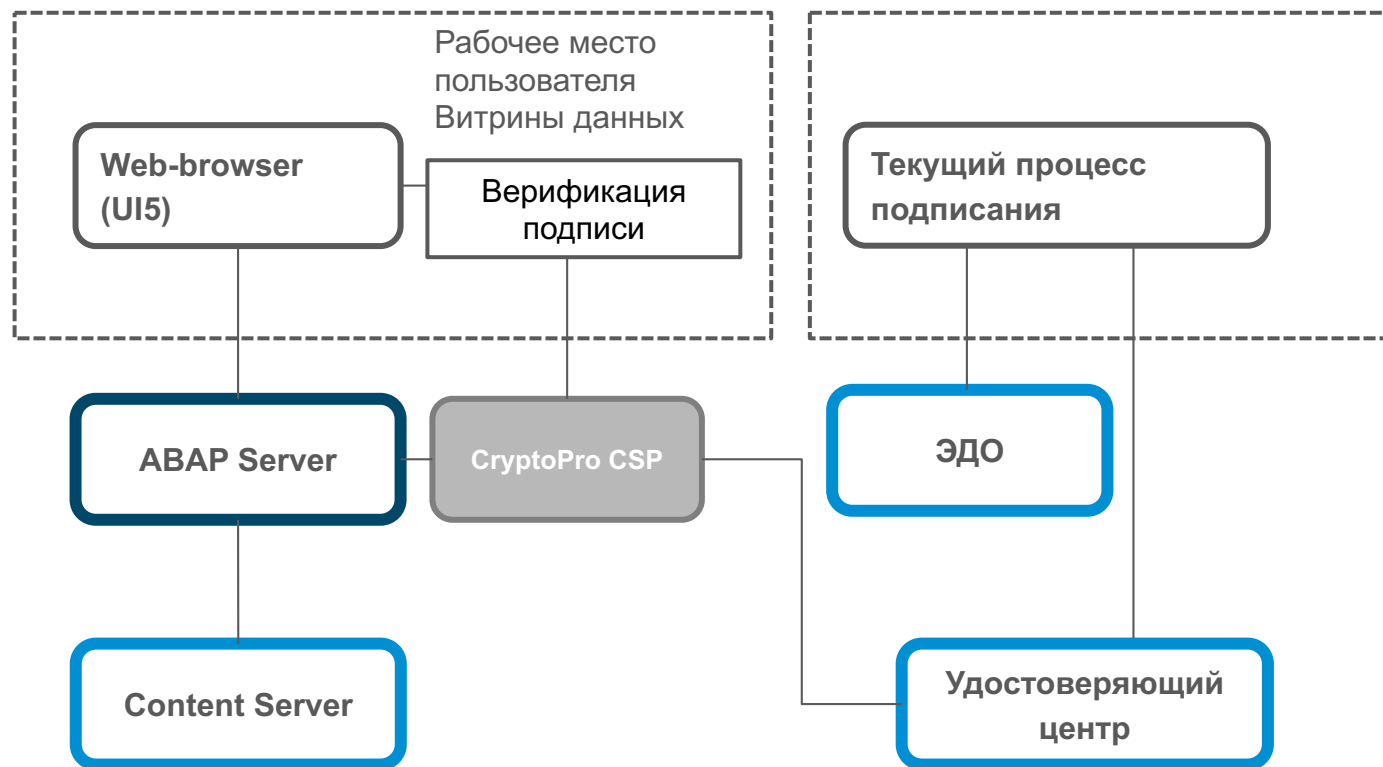 Рабочее место
пользователя
Витрины данных
Web-browser
(UI5)
Верификация
подписи
Текущий процесс
подписания
ABAP Server
CryptoPro CSP
ЭДО
Content Server
Удостоверяющий
центр